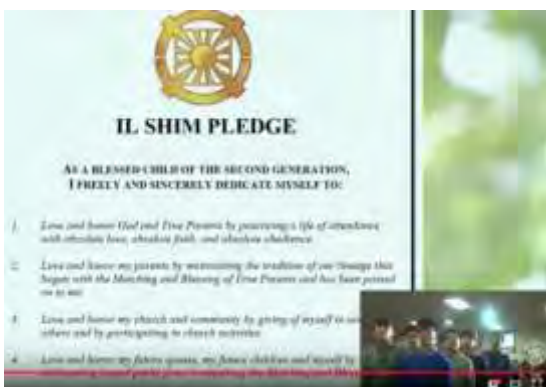 IL SHIM PLEDGE
AS A BLESSED CHILD OF THE SECOND GENERATION,
I FREELY AND SINCERELY DEDICATE MYSELF TO:
1. Love and honor God and True Parents by practicing a life of attendance
with absolute love, absolute faith, and absolute obedience.
2. Love and honor my parents by maintaining the tradition of our lineage that
began with the Matching and Blessing of True Parents and has been passed
on to me.
3. Love and honor my church and community by giving of myself to
others and by participating in church activities.
4. Love and honor my future spouse, my future children and myself by